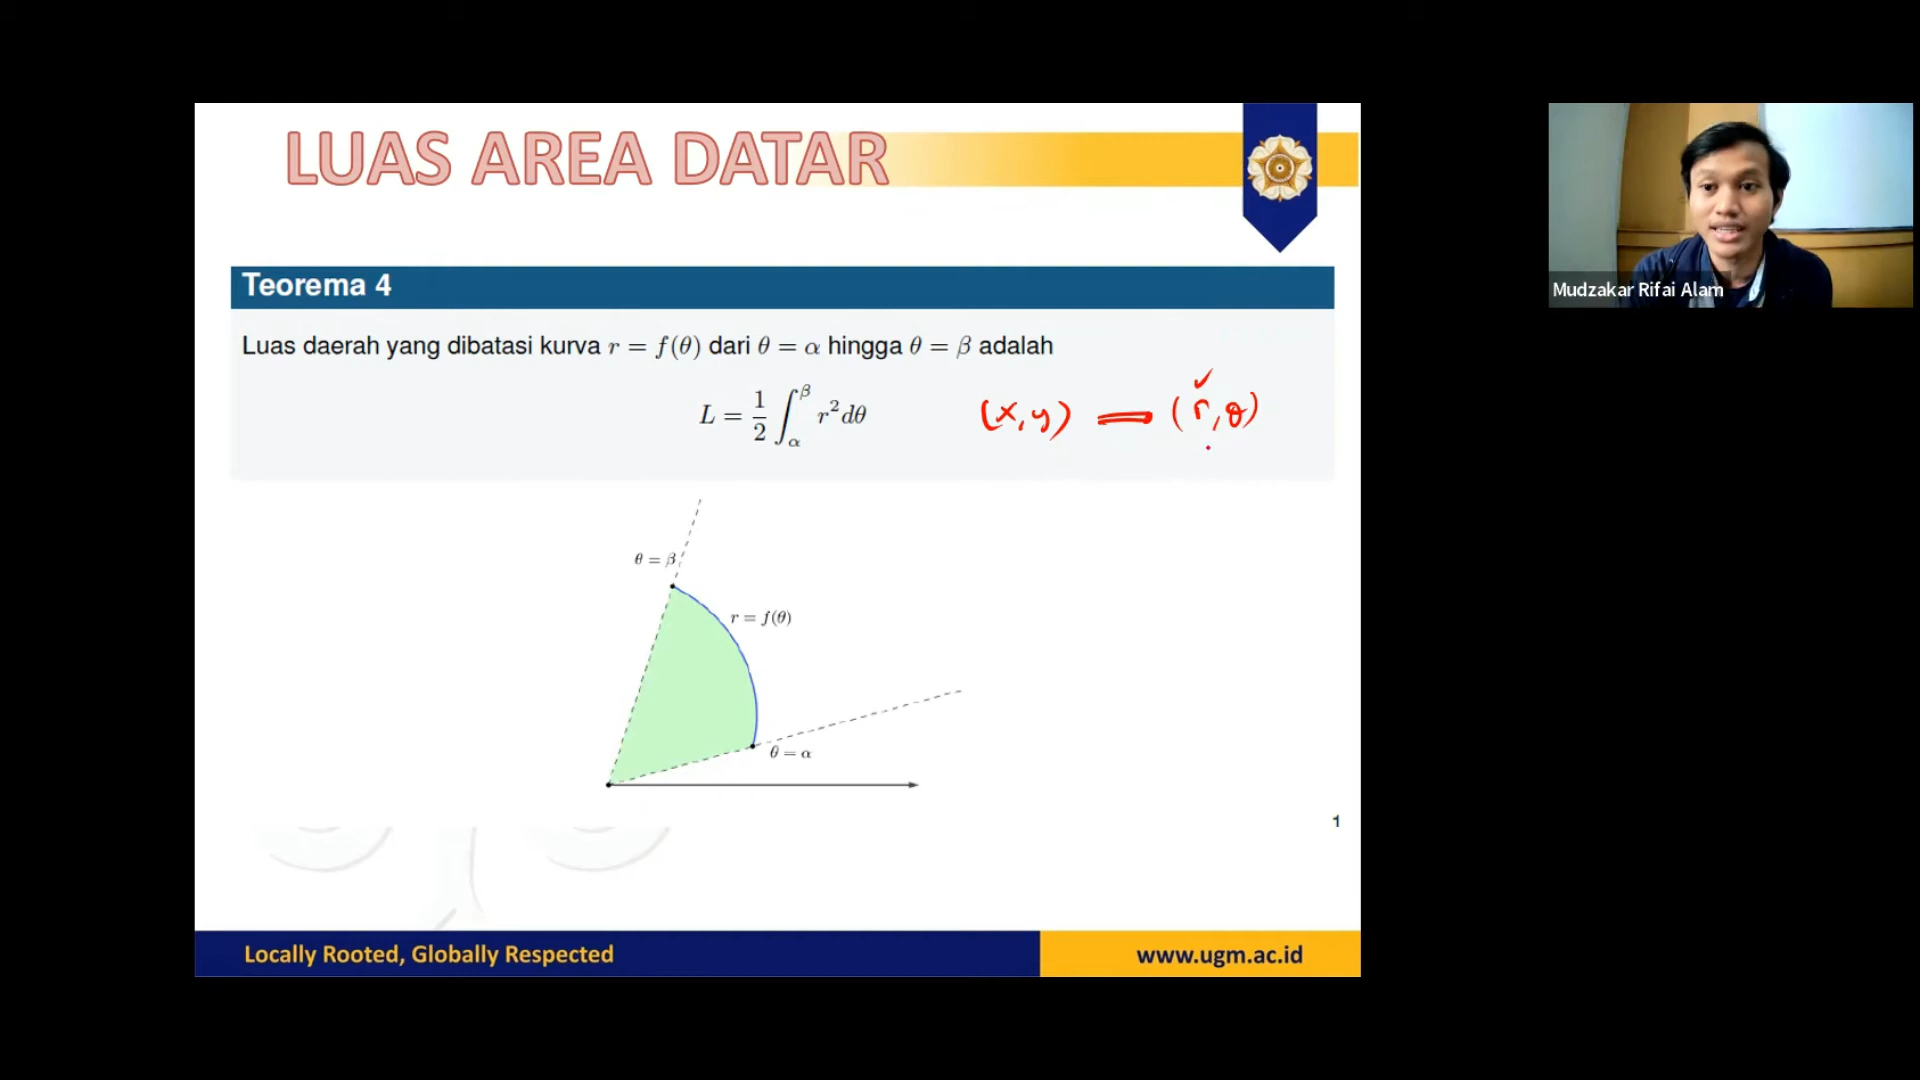 LUAS AREA DATAR
Teorema 4
Luas daerah yang dibatasi kurva r = f(θ) dari θ = α hingga θ = β adalah
L = 1/2 ∫_α^β r² dθ
(x, y) = (r, θ)
θ = β
r = f(θ)
θ = α
1
Locally Rooted, Globally Respected
www.ugm.ac.id
Mudzakar Rifai Alam